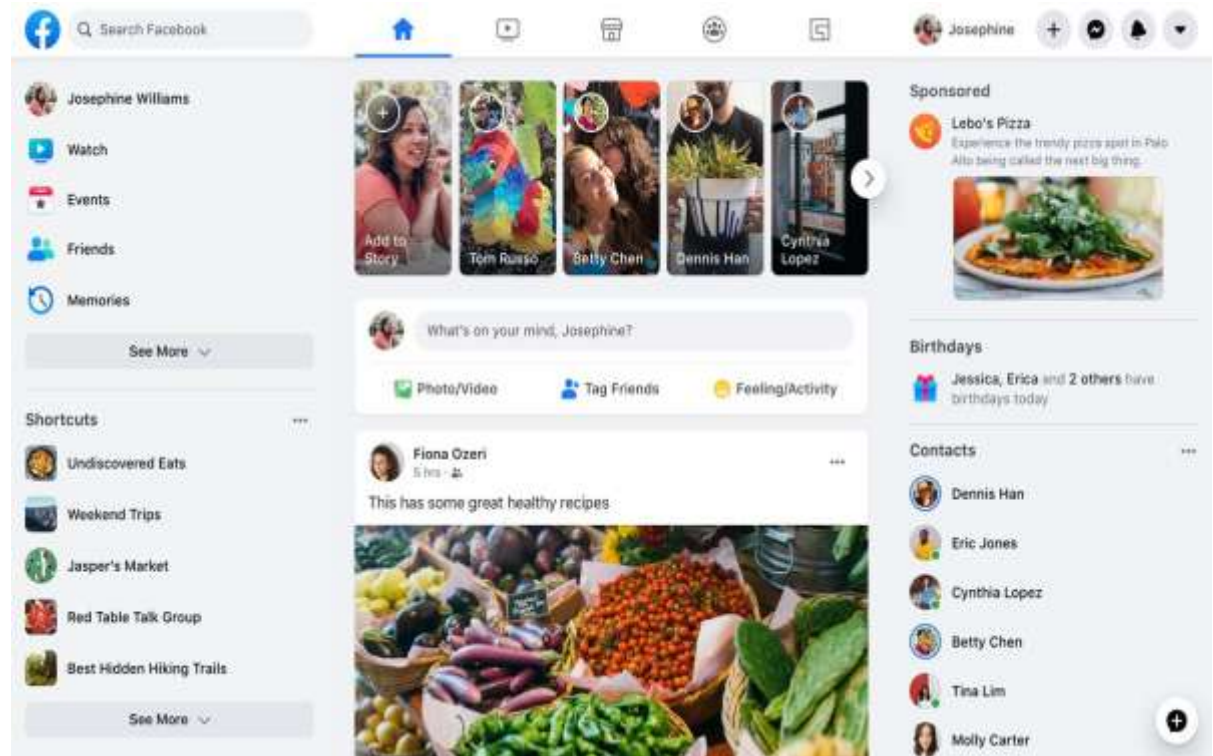 Search Facebook
Josephine
Josephine Williams
Watch
Events
Friends
Memories
See More
Shortcuts
Undiscovered Eats
Weekend Trips
Jasper's Market
Red Table Talk Group
Best Hidden Hiking Trails
See More
Add to
Story
Tom Russo
Betty Chen
Dennis Han
Cynthia
Lopez
What's on your mind, Josephine?
Photo/Video
Tag Friends
Feeling/Activity
Fiona Ozeri
5 hrs ·
This has some great healthy recipes
Sponsored
Lebo's Pizza
Experience the trendy pizza spot in Palo
Alto being called the next big thing.
Birthdays
Jessica, Erica and 2 others have
birthdays today
Contacts
Dennis Han
Eric Jones
Cynthia Lopez
Betty Chen
Tina Lim
Molly Carter